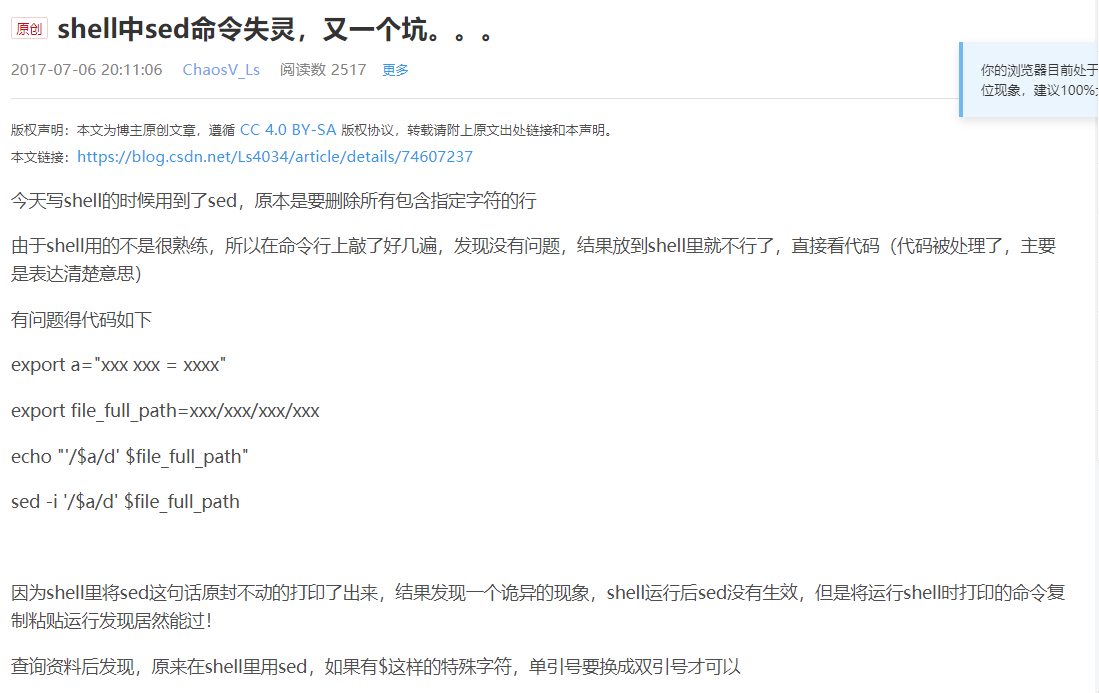 原创 shell中sed命令失灵，又一个坑。。。
2017-07-06 20:11:06 ChaosV_Ls 阅读数 2517 更多
你的浏览器目前处于
位现象，建议100%
版权声明：本文为博主原创文章，遵循 CC 4.0 BY-SA 版权协议，转载请附上原文出处链接和本声明。
本文链接：https://blog.csdn.net/Ls4034/article/details/74607237
今天写shell的时候用到了sed，原本是要删除所有包含指定字符的行
由于shell用的不是很熟练，所以在命令行上敲了好几遍，发现没有问题，结果放到shell里就不行了，直接看代码（代码被处理了，主要
是表达清楚意思）
有问题得代码如下
export a="xxx xxx = xxxx"
export file_full_path=xxx/xxx/xxx/xxx
echo "'/$a/d' $file_full_path"
sed -i '/$a/d' $file_full_path
因为shell里将sed这句话原封不动的打印了出来，结果发现一个诡异的现象，shell运行后sed没有生效，但是将运行shell时打印的命令复
制粘贴运行发现居然能过！
查询资料后发现，原来在shell里用sed，如果有$这样的特殊字符，单引号要换成双引号才可以